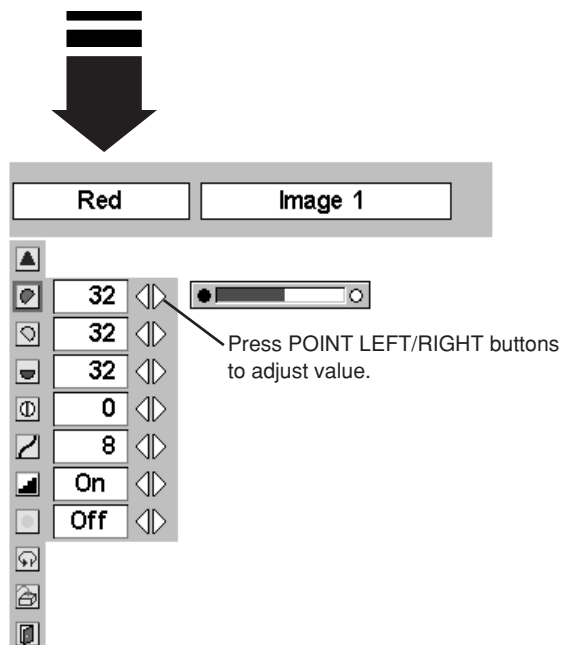 Red Image 1
32
32
Press POINT LEFT/RIGHT buttons
to adjust value.
32
0
8
On
Off